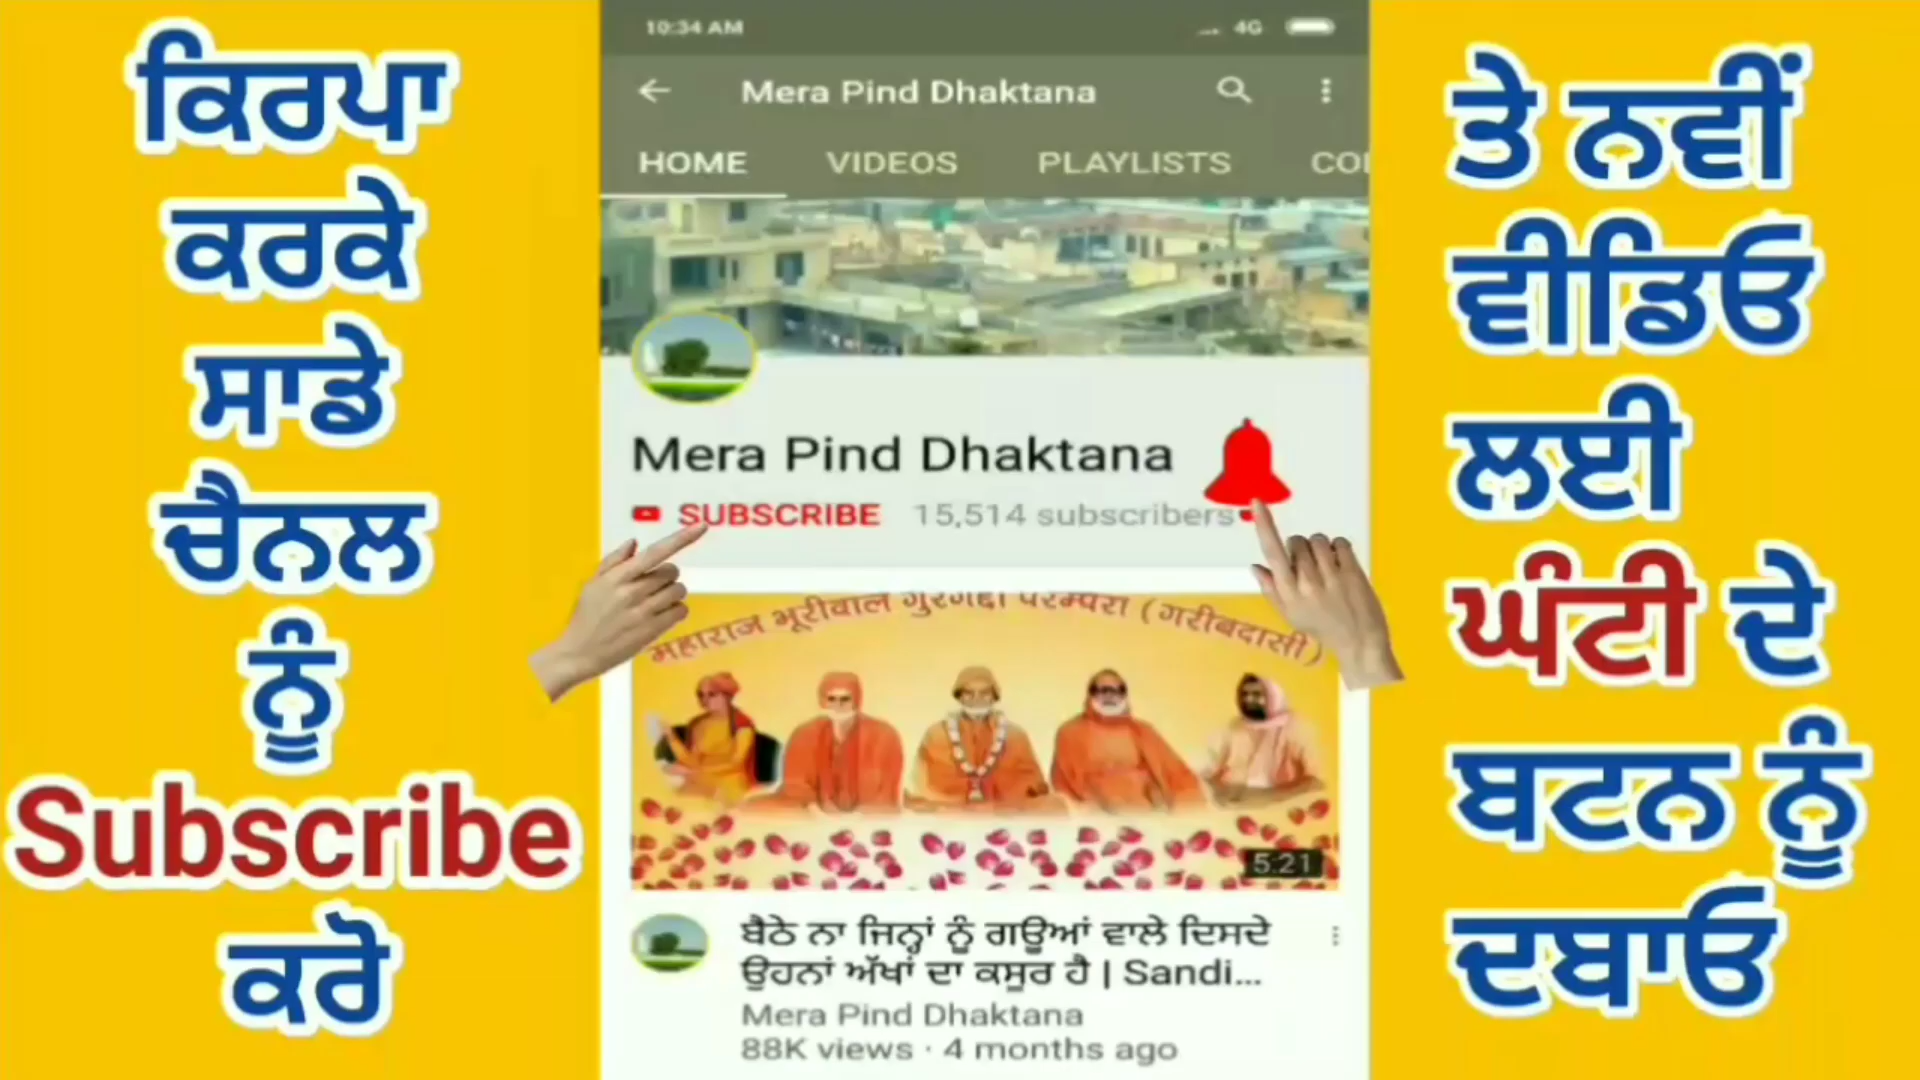 ਕਿਰਪਾ
ਕਰਕੇ
ਸਾਡੇ
ਚੈਨਲ
ਨੂੰ
Subscribe
ਕਰੋ
10:34 AM
4G
Mera Pind Dhaktana
HOME VIDEOS PLAYLISTS COI
Mera Pind Dhaktana
SUBSCRIBE 15,514 subscribers
महाराज भूरीवाले गुरगद्दी परम्परा (गरीबदासी)
5:21
ਬੈਠੇ ਨਾ ਜਿਨ੍ਹਾਂ ਨੂੰ ਗਊਆਂ ਵਾਲੇ ਦਿਸਦੇ
ਉਹਨਾਂ ਅੱਖਾਂ ਦਾ ਕਸੂਰ ਹੈ | Sandi...
Mera Pind Dhaktana
88K views · 4 months ago
ਤੇ ਨਵੀਂ
ਵੀਡਿਓ
ਲਈ
ਘੰਟੀ ਦੇ
ਬਟਨ ਨੂੰ
ਦਬਾਓ